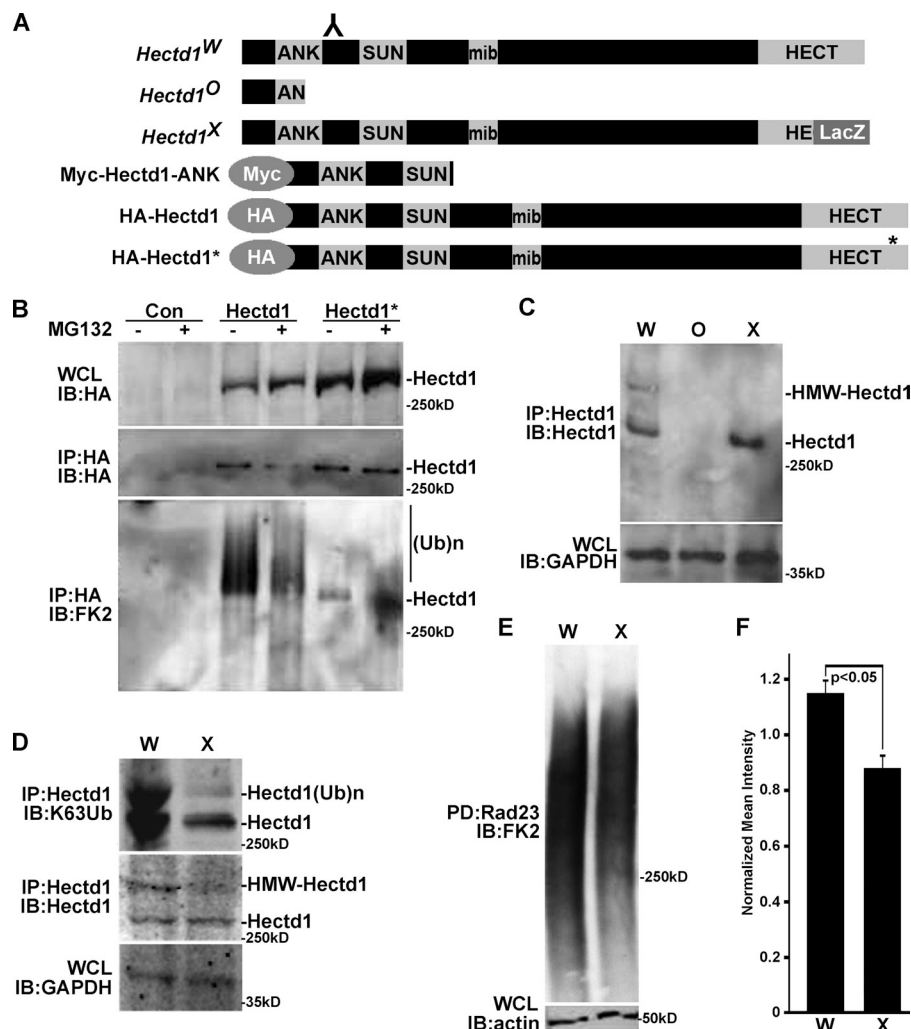 A
Hectd1W ANK SUN mib HECT
Hectd1O AN
Hectd1X ANK SUN mib HE LacZ
Myc-Hectd1-ANK Myc ANK SUN
HA-Hectd1 HA ANK SUN mib HECT
HA-Hectd1* HA ANK SUN mib HECT *
B
Con Hectd1 Hectd1*
MG132 - + - + - +
WCL
IB:HA
-Hectd1
-250kD
IP:HA
IB:HA
-Hectd1
-250kD
IP:HA
IB:FK2
(Ub)n
-Hectd1
-250kD
C
W O X
IP:Hectd1
IB:Hectd1
-HMW-Hectd1
-Hectd1
-250kD
WCL
IB:GAPDH
-35kD
D
W X
IP:Hectd1
IB:K63Ub
-Hectd1(Ub)n
-Hectd1
-250kD
IP:Hectd1
IB:Hectd1
-HMW-Hectd1
-Hectd1
-250kD
WCL
IB:GAPDH
-35kD
E
W X
PD:Rad23
IB:FK2
-250kD
WCL
IB:actin
-50kD
F
Normalized Mean Intensity
1.2
1.0
0.8
0.6
0.4
0.2
0
p<0.05
W X